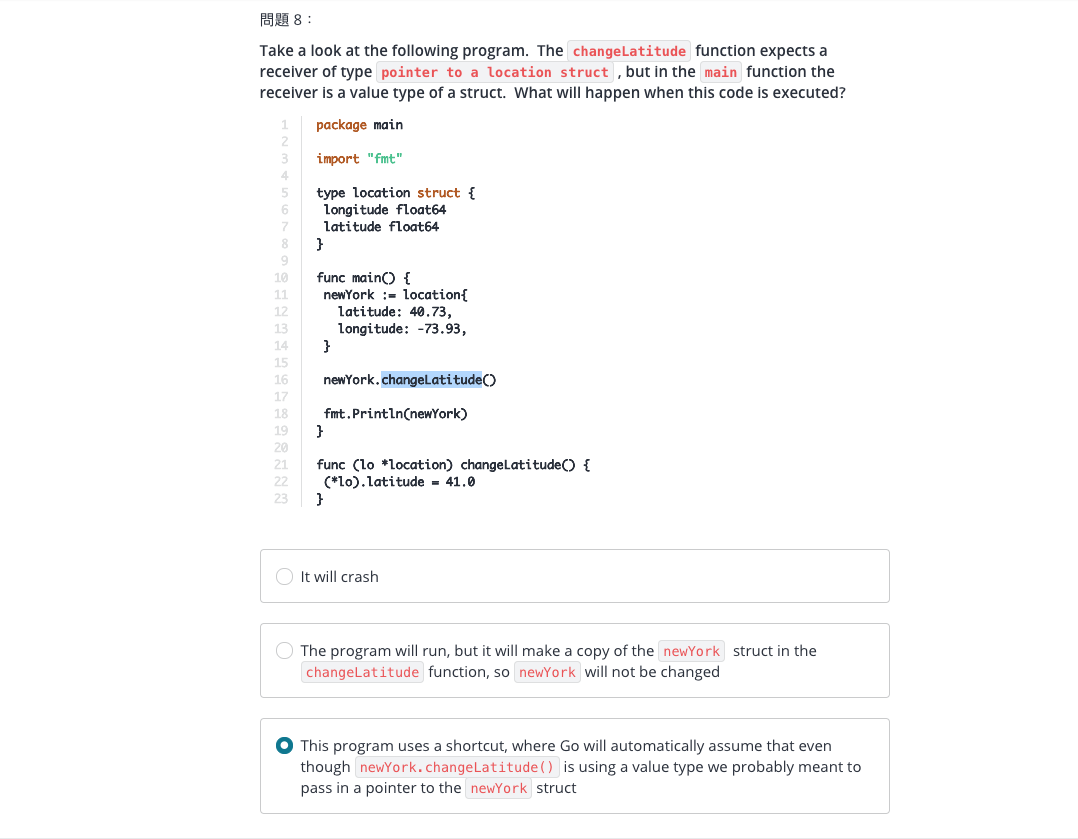 問題 8：
Take a look at the following program.  The changeLatitude function expects a
receiver of type pointer to a location struct , but in the main function the
receiver is a value type of a struct.  What will happen when this code is executed?
1 package main
2
3 import "fmt"
4
5 type location struct {
6  longitude float64
7  latitude float64
8 }
9
10 func main() {
11  newYork := location{
12    latitude: 40.73,
13    longitude: -73.93,
14  }
15
16  newYork.changeLatitude()
17
18  fmt.Println(newYork)
19 }
20
21 func (lo *location) changeLatitude() {
22  (*lo).latitude = 41.0
23 }
It will crash
The program will run, but it will make a copy of the newYork  struct in the
changeLatitude function, so newYork will not be changed
This program uses a shortcut, where Go will automatically assume that even
though newYork.changeLatitude() is using a value type we probably meant to
pass in a pointer to the newYork struct